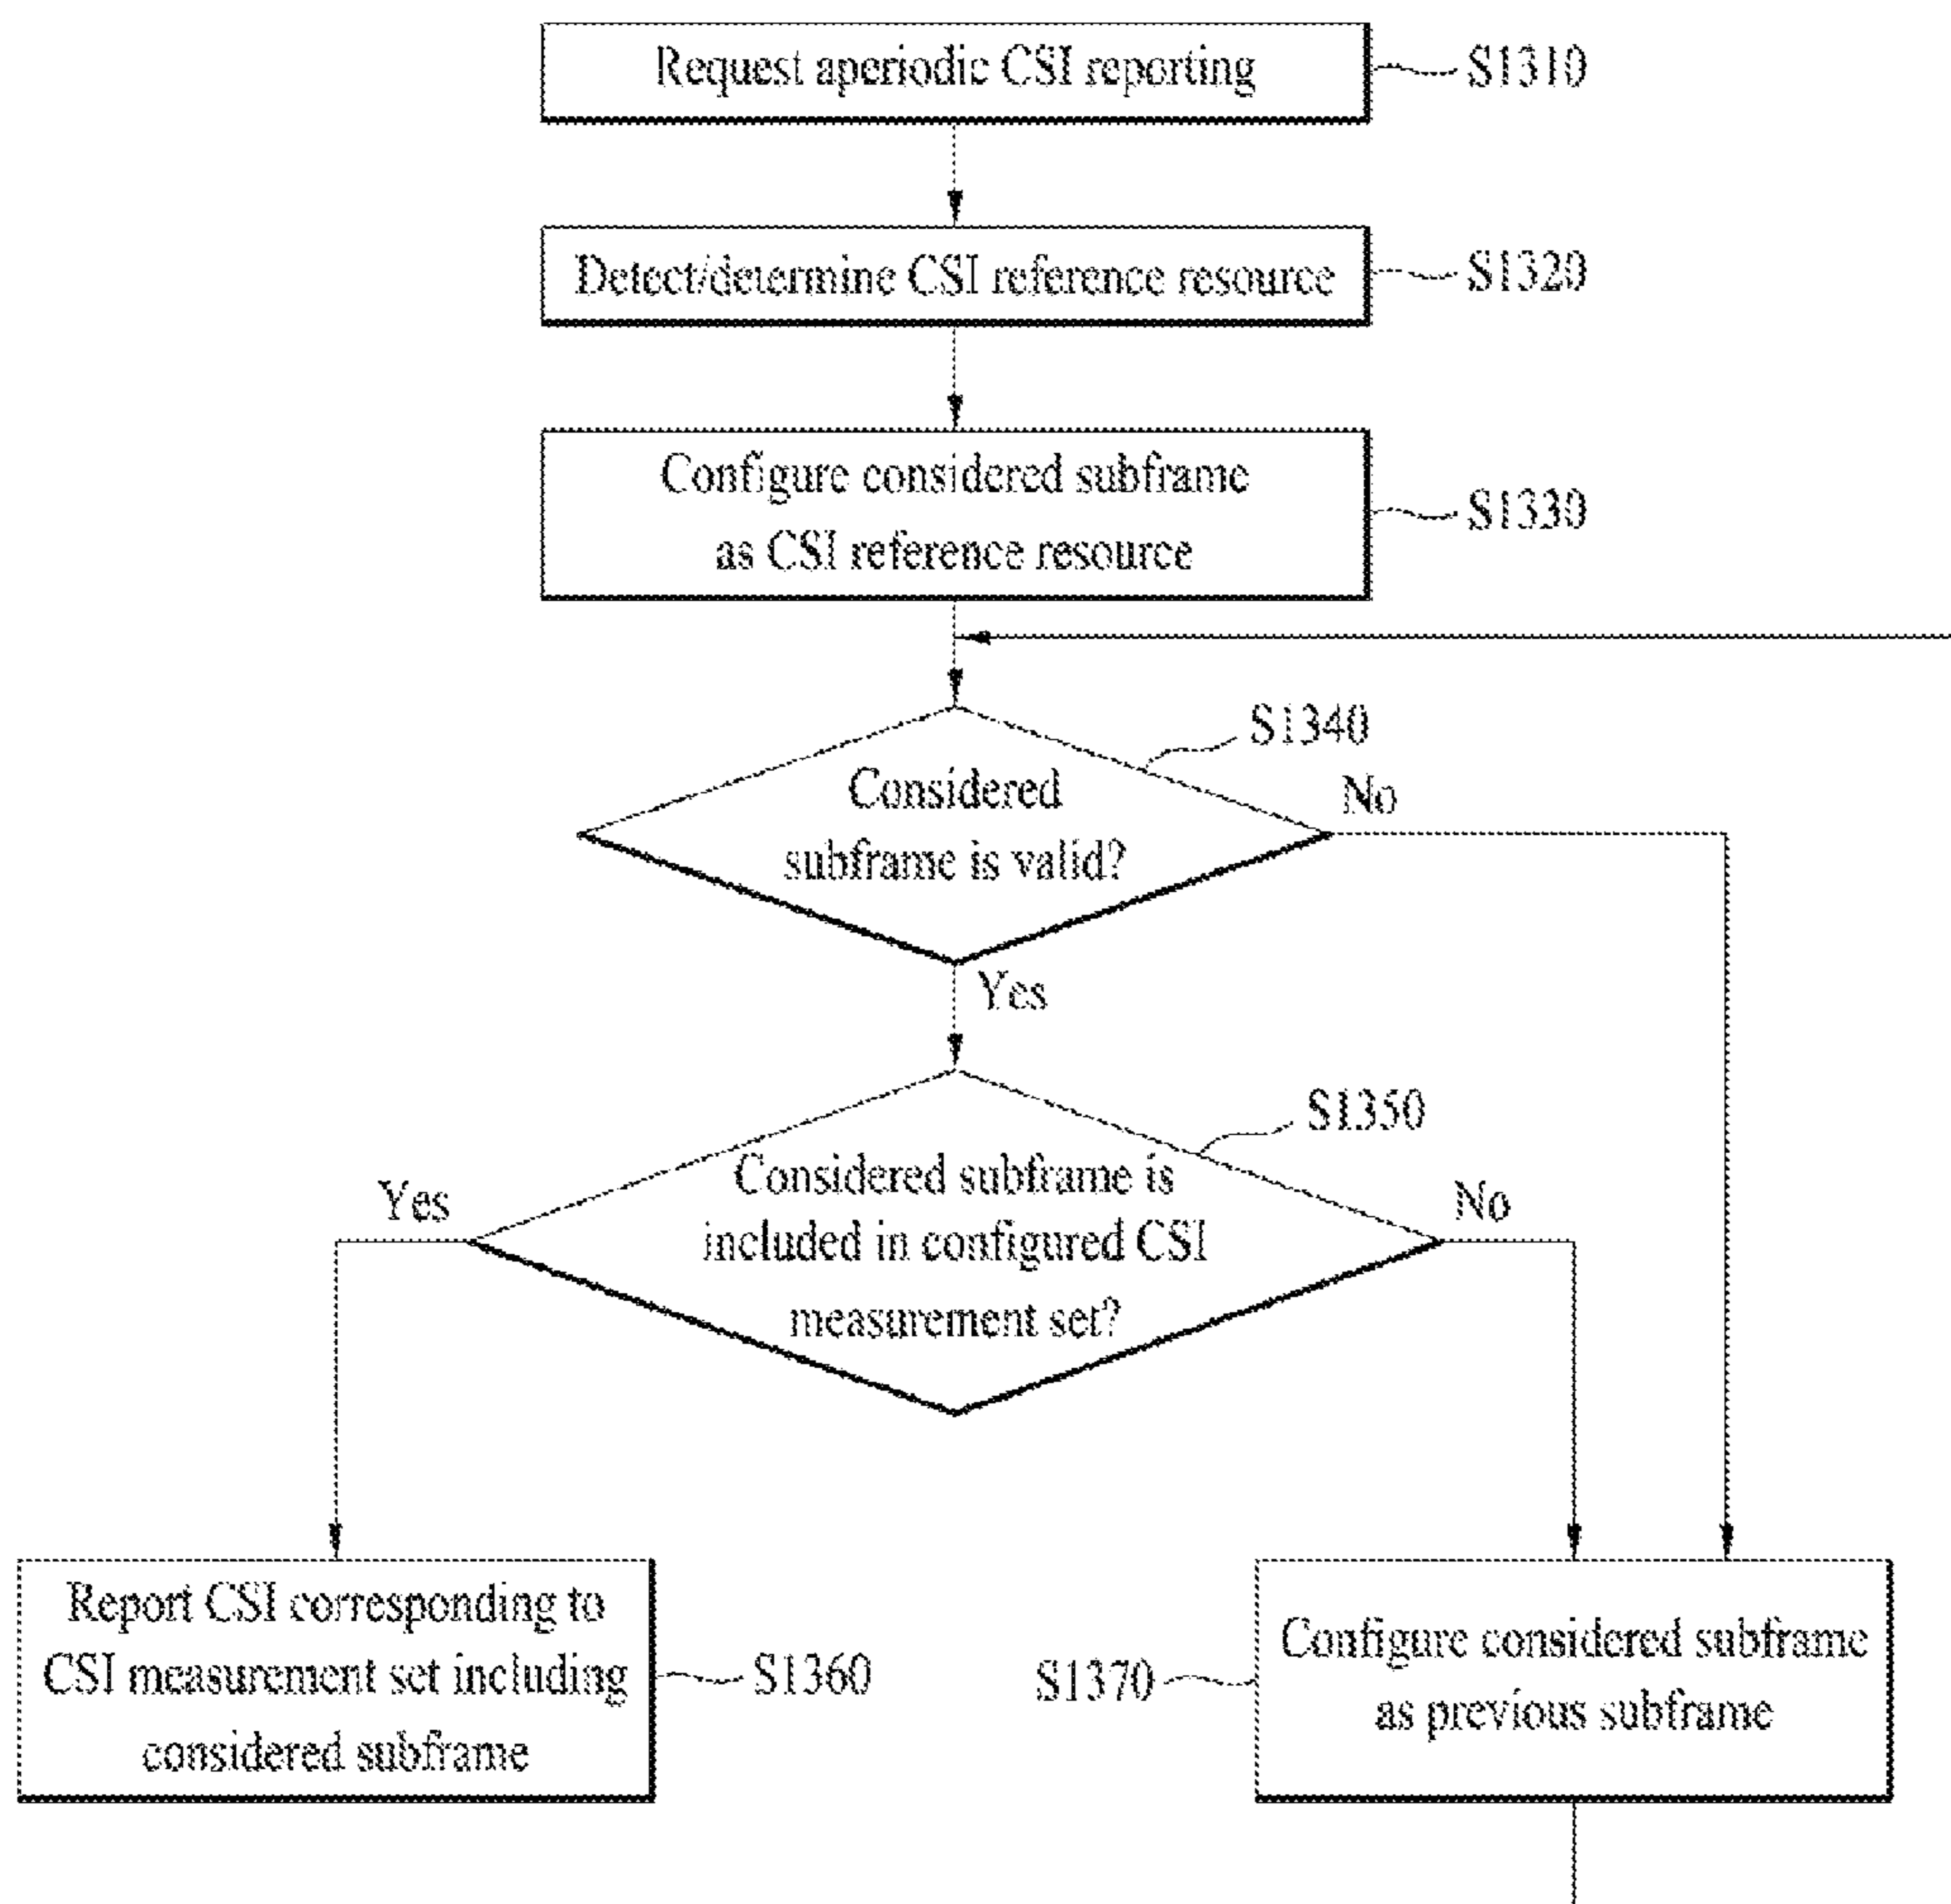 Request aperiodic CSI reporting
S1310
Detect/determine CSI reference resource
S1320
Configure considered subframe
as CSI reference resource
S1330
S1340
Considered
subframe is valid?
No
Yes
S1350
Considered subframe is
included in configured CSI
measurement set?
Yes
No
Report CSI corresponding to
CSI measurement set including
considered subframe
S1360
S1370
Configure considered subframe
as previous subframe